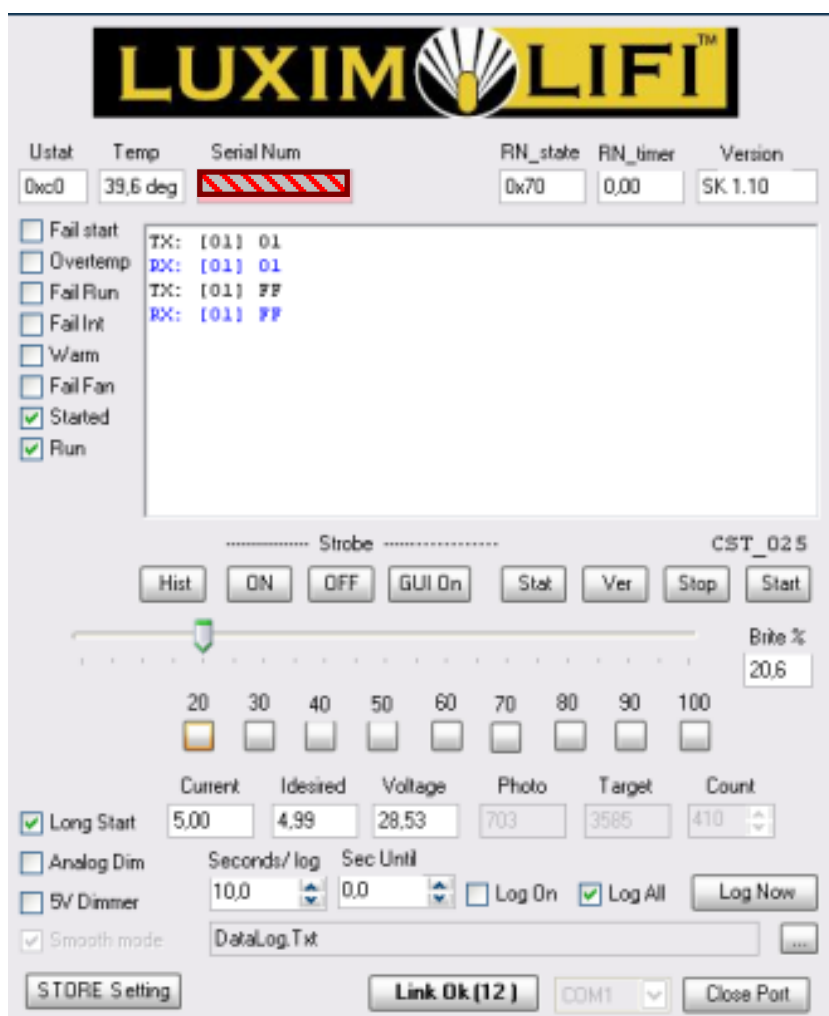 LUXIM LIFI™
Ustat Temp Serial Num RN_state RN_timer Version
0xc0 39,6 deg 0x70 0,00 SK 1.10
Fail start
Overtemp
Fail Run
Fail Int
Warm
Fail Fan
Started
Run
TX: [01] 01
RX: [01] 01
TX: [01] FF
RX: [01] FF
Strobe CST_025
Hist ON OFF GUI On Stat Ver Stop Start
Brite %
20,6
20 30 40 50 60 70 80 90 100
Current Idesired Voltage Photo Target Count
Long Start 5,00 4,99 28,53 703 3585 410
Analog Dim Seconds/log Sec Until
5V Dimmer 10,0 0,0 Log On Log All Log Now
Smooth mode DataLog.Txt ...
STORE Setting Link Ok (12 ) COM1 Close Port